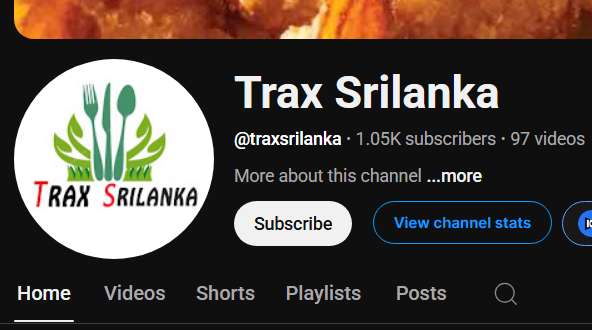 TRAX SRILANKA
Trax Srilanka
@traxsrilanka · 1.05K subscribers · 97 videos
More about this channel ...more
Subscribe
View channel stats
Home Videos Shorts Playlists Posts